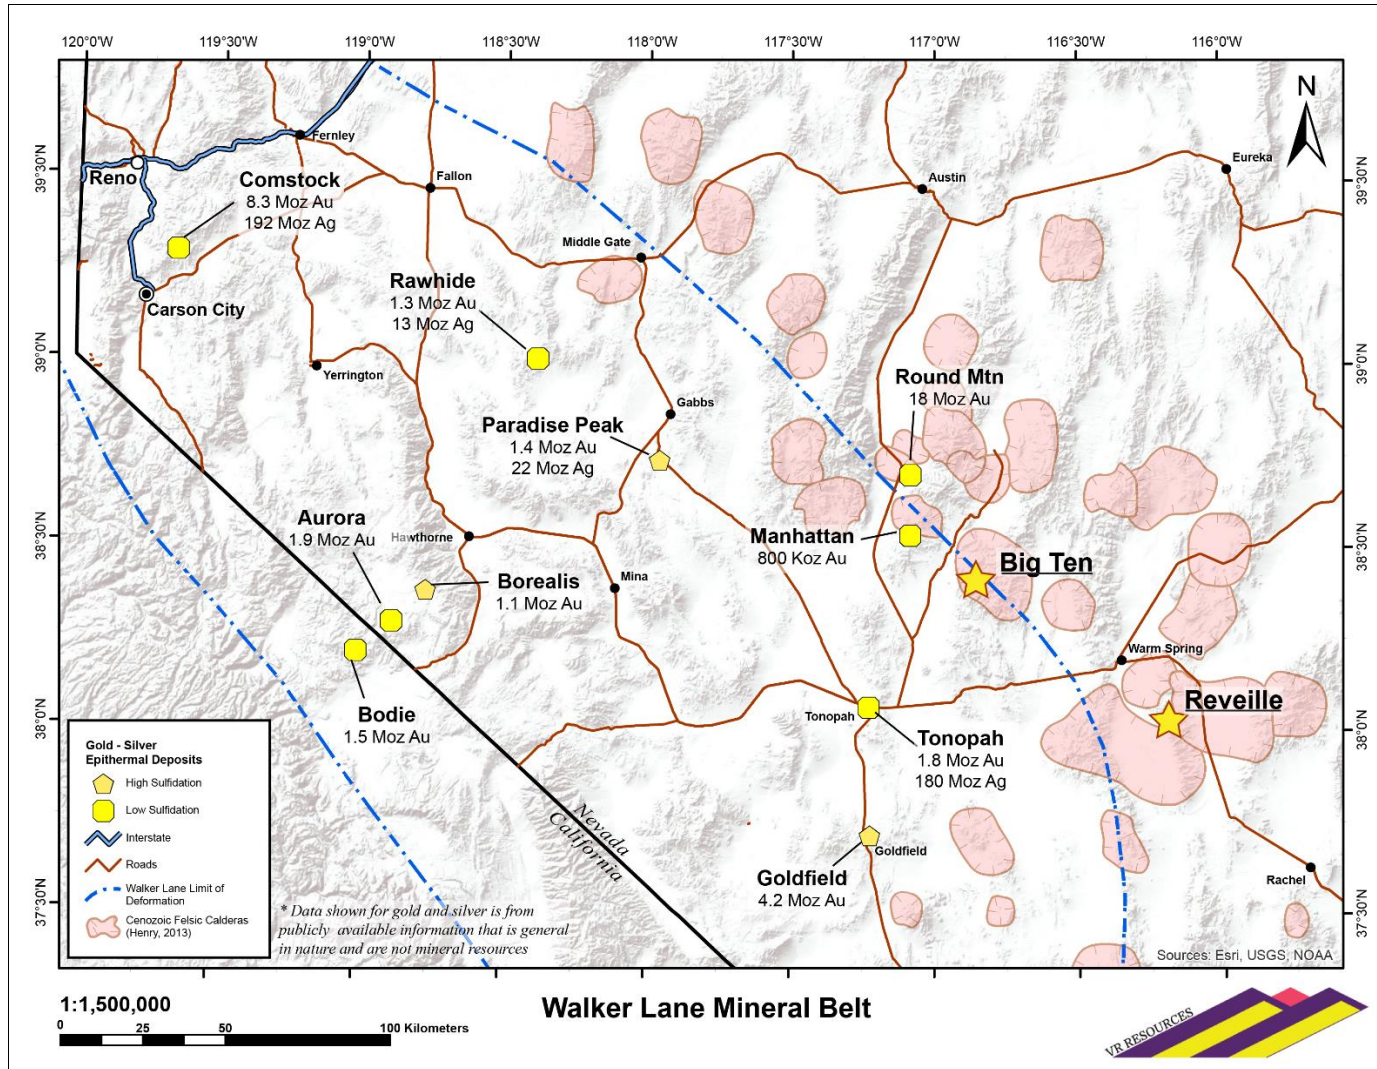 120°0'W
119°30'W
119°0'W
118°30'W
118°0'W
117°30'W
117°0'W
116°30'W
116°0'W
39°30'N
39°0'N
38°30'N
38°0'N
37°30'N
39°30'N
39°0'N
38°30'N
38°0'N
37°30'N
N
Fernley
Reno
Comstock
8.3 Moz Au
192 Moz Ag
Fallon
Austin
Eureka
Middle Gate
Carson City
Rawhide
1.3 Moz Au
13 Moz Ag
Yerrington
Gabbs
Round Mtn
18 Moz Au
Paradise Peak
1.4 Moz Au
22 Moz Ag
Aurora
1.9 Moz Au
Hawthorne
Manhattan
800 Koz Au
Big Ten
Borealis
1.1 Moz Au
Mina
Warm Spring
Reveille
Bodie
1.5 Moz Au
Tonopah
Tonopah
1.8 Moz Au
180 Moz Ag
Nevada
California
Goldfield
Goldfield
4.2 Moz Au
Rachel
Gold - Silver
Epithermal Deposits
High Sulfidation
Low Sulfidation
Interstate
Roads
Walker Lane Limit of
Deformation
Cenozoic Felsic Calderas
(Henry, 2013)
* Data shown for gold and silver is from
publicly available information that is general
in nature and are not mineral resources
Sources: Esri, USGS, NOAA
1:1,500,000
0 25 50 100 Kilometers
Walker Lane Mineral Belt
VR RESOURCES